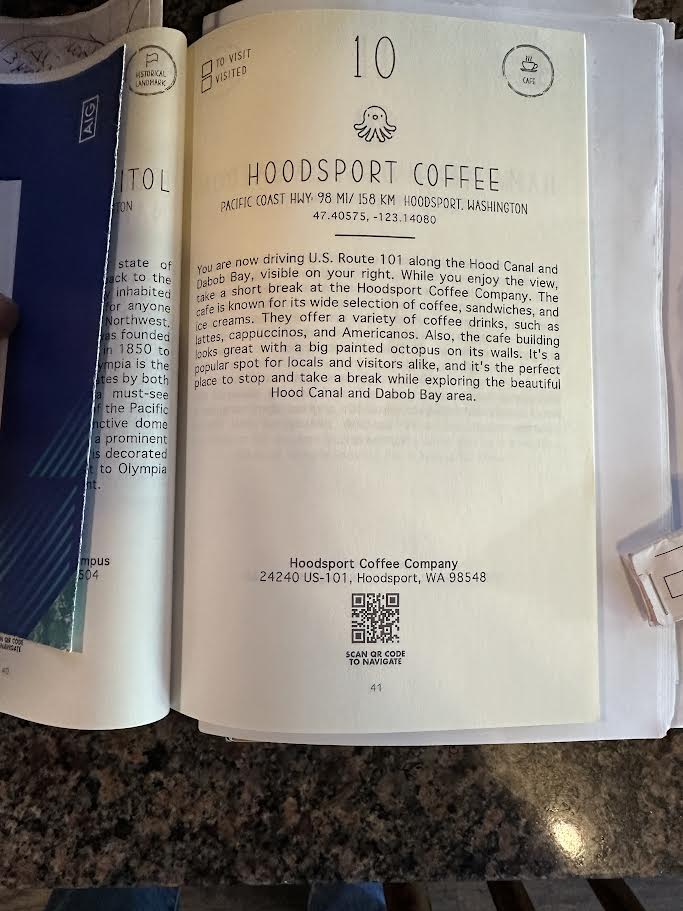 AIG
HISTORICAL
LANDMARK
ITOL
TON
state of
ack to the
inhabited
for anyone
Northwest.
as founded
in 1850 to
ympia is the
tes by both
a must-see
f the Pacific
nctive dome
a prominent
is decorated
t to Olympia
nt.
mpus
504
40
TO VISIT
VISITED
10
CAFE
HOODSPORT COFFEE
PACIFIC COAST HWY: 98 MI/ 158 KM HOODSPORT, WASHINGTON
47.40575, -123.14080
You are now driving U.S. Route 101 along the Hood Canal and
Dabob Bay, visible on your right. While you enjoy the view,
take a short break at the Hoodsport Coffee Company. The
cafe is known for its wide selection of coffee, sandwiches, and
ice creams. They offer a variety of coffee drinks, such as
lattes, cappuccinos, and Americanos. Also, the cafe building
looks great with a big painted octopus on its walls. It's a
popular spot for locals and visitors alike, and it's the perfect
place to stop and take a break while exploring the beautiful
Hood Canal and Dabob Bay area.
Hoodsport Coffee Company
24240 US-101, Hoodsport, WA 98548
SCAN QR CODE
TO NAVIGATE
41